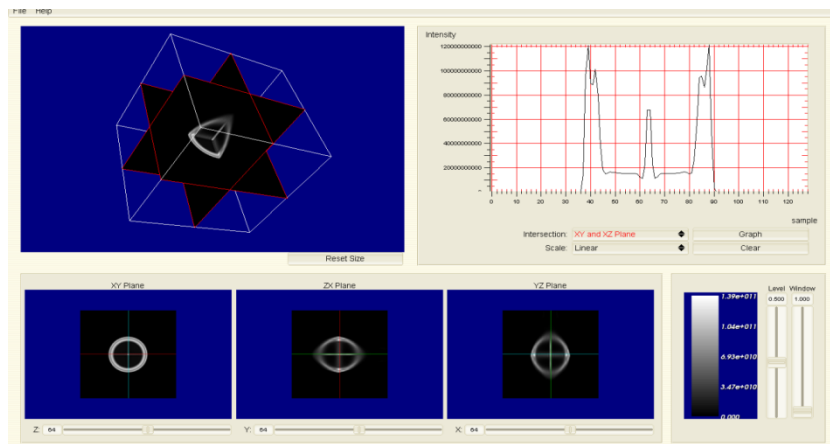 File Help
Intensity
120000000000
100000000000
80000000000
60000000000
40000000000
20000000000
0 10 20 30 40 50 60 70 80 90 100 110 120
sample
Intersection: XY and XZ Plane Graph
Scale: Linear Clear
Reset Size
XY Plane ZX Plane YZ Plane
Z: 64 Y: 64 X: 64
Level Window
0.500 1.000
1.39e+011
1.04e+011
6.93e+010
3.47e+010
0.000